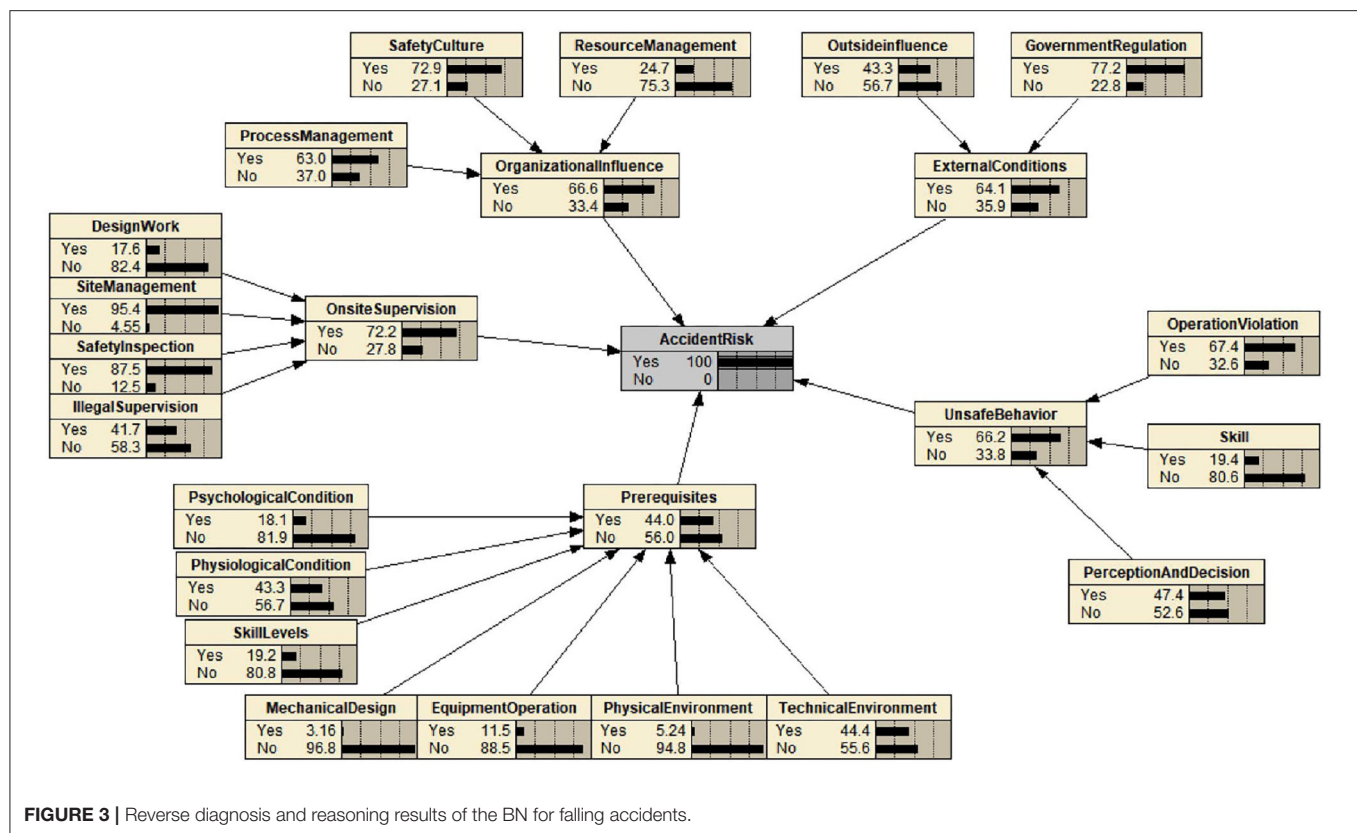 SafetyCulture
Yes 72.9
No 27.1
ResourceManagement
Yes 24.7
No 75.3
Outsideinfluence
Yes 43.3
No 56.7
GovernmentRegulation
Yes 77.2
No 22.8
ProcessManagement
Yes 63.0
No 37.0
OrganizationalInfluence
Yes 66.6
No 33.4
ExternalConditions
Yes 64.1
No 35.9
DesignWork
Yes 17.6
No 82.4
SiteManagement
Yes 95.4
No 4.55
SafetyInspection
Yes 87.5
No 12.5
IllegalSupervision
Yes 41.7
No 58.3
OnsiteSupervision
Yes 72.2
No 27.8
AccidentRisk
Yes 100
No 0
OperationViolation
Yes 67.4
No 32.6
UnsafeBehavior
Yes 66.2
No 33.8
Skill
Yes 19.4
No 80.6
PerceptionAndDecision
Yes 47.4
No 52.6
PsychologicalCondition
Yes 18.1
No 81.9
PhysiologicalCondition
Yes 43.3
No 56.7
SkillLevels
Yes 19.2
No 80.8
Prerequisites
Yes 44.0
No 56.0
MechanicalDesign
Yes 3.16
No 96.8
EquipmentOperation
Yes 11.5
No 88.5
PhysicalEnvironment
Yes 5.24
No 94.8
TechnicalEnvironment
Yes 44.4
No 55.6
FIGURE 3 | Reverse diagnosis and reasoning results of the BN for falling accidents.